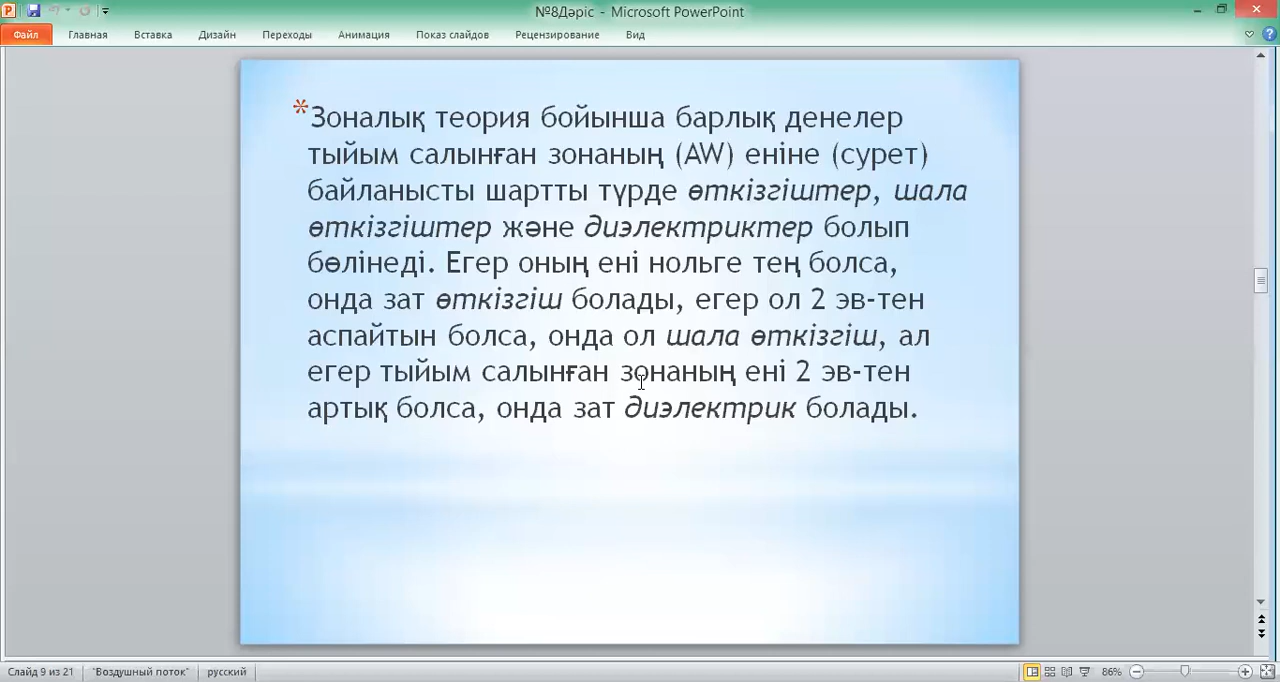 №8Дәріс - Microsoft PowerPoint
Файл Главная Вставка Дизайн Переходы Анимация Показ слайдов Рецензирование Вид
*Зоналық теория бойынша барлық денелер
тыйым салынған зонаның (AW) еніне (сурет)
байланысты шартты түрде өткізгіштер, шала
өткізгіштер және диэлектриктер болып
бөлінеді. Егер оның ені нольге тең болса,
онда зат өткізгіш болады, егер ол 2 эв-тен
аспайтын болса, онда ол шала өткізгіш, ал
егер тыйым салынған зонаның ені 2 эв-тен
артық болса, онда зат диэлектрик болады.
Слайд 9 из 21 "Воздушный поток" русский 86%